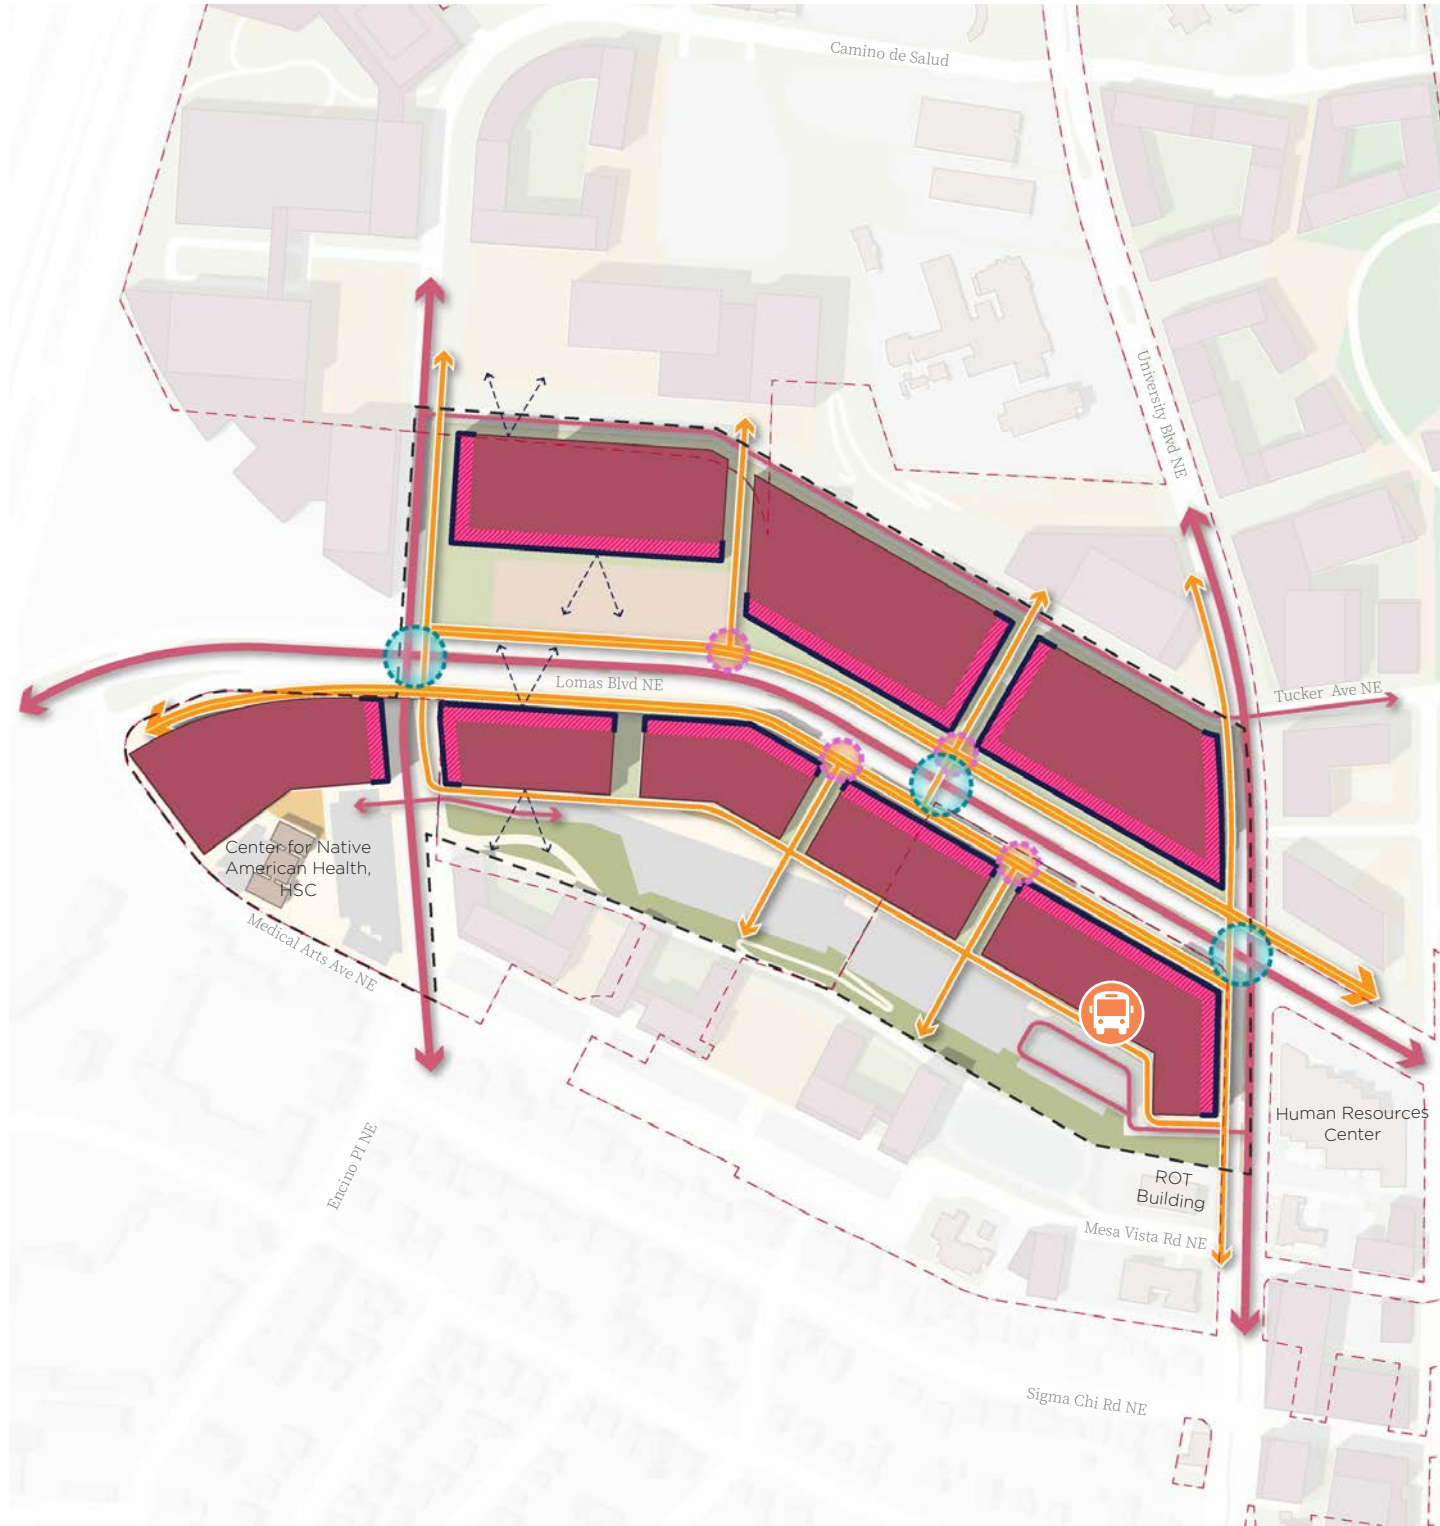 Camino de Salud
University Blvd NE
Tucker Ave NE
Lomas Blvd NE
Center for Native
American Health,
HSC
Medical Arts Ave NE
Human Resources
Center
Encino Pl NE
ROT
Building
Mesa Vista Rd NE
Sigma Chi Rd NE